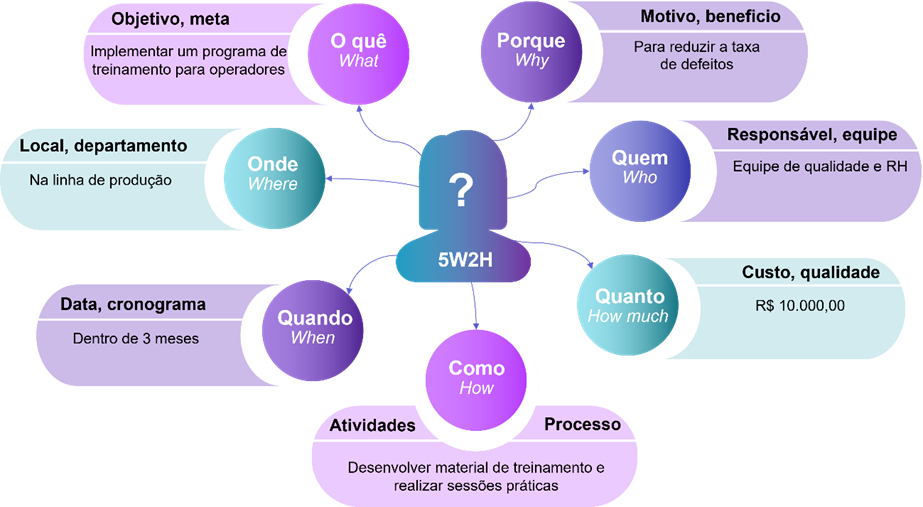 Objetivo, meta
Implementar um programa de
treinamento para operadores
O quê
What
Porque
Why
Motivo, beneficio
Para reduzir a taxa
de defeitos
Local, departamento
Na linha de produção
Onde
Where
?
5W2H
Quem
Who
Responsável, equipe
Equipe de qualidade e RH
Data, cronograma
Dentro de 3 meses
Quando
When
Quanto
How much
Custo, qualidade
R$ 10.000,00
Como
How
Atividades
Processo
Desenvolver material de treinamento e
realizar sessões práticas